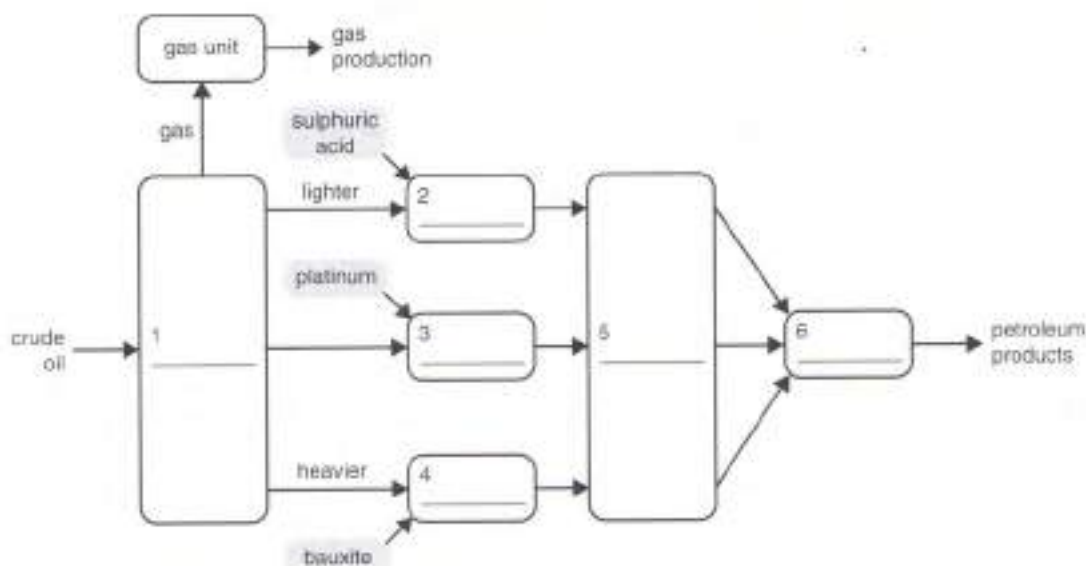 gas unit
gas
production
gas
sulphuric
acid
lighter
2
platinum
crude
oil
1
3
5
6
petroleum
products
heavier
4
bauxite